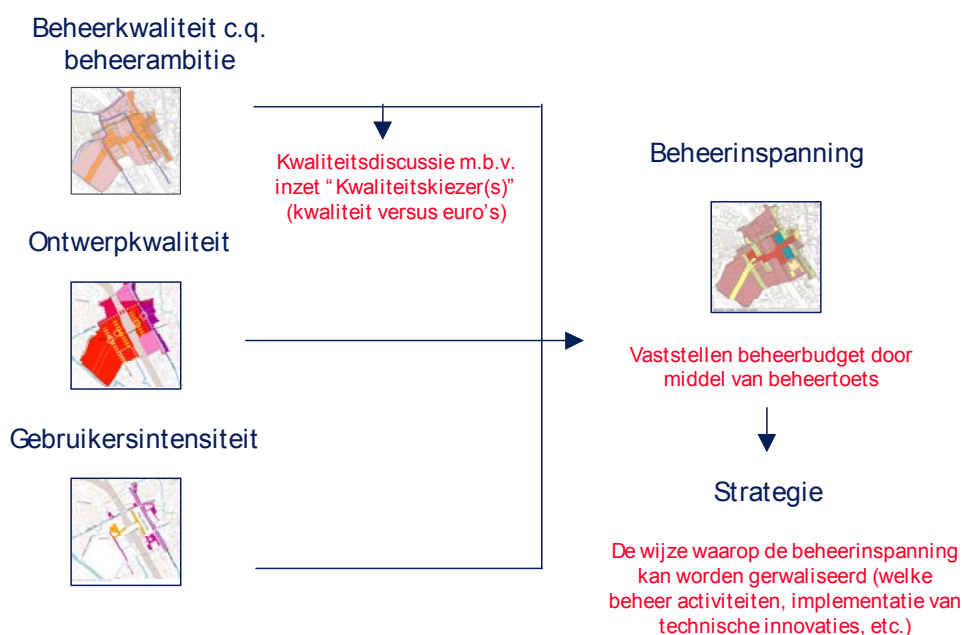 Beheerkwaliteit c.q.
beheerambitie
Kwaliteitsdiscussie m.b.v.
inzet “Kwaliteitskiezer(s)”
(kwaliteit versus euro’s)
Ontwerpkwaliteit
Gebruikersintensiteit
Beheerinspanning
Vaststellen beheerbudget door
middel van beheertoets
Strategie
De wijze waarop de beheerinspanning
kan worden gerwaliseerd (welke
beheer activiteiten, implementatie van
technische innovaties, etc.)